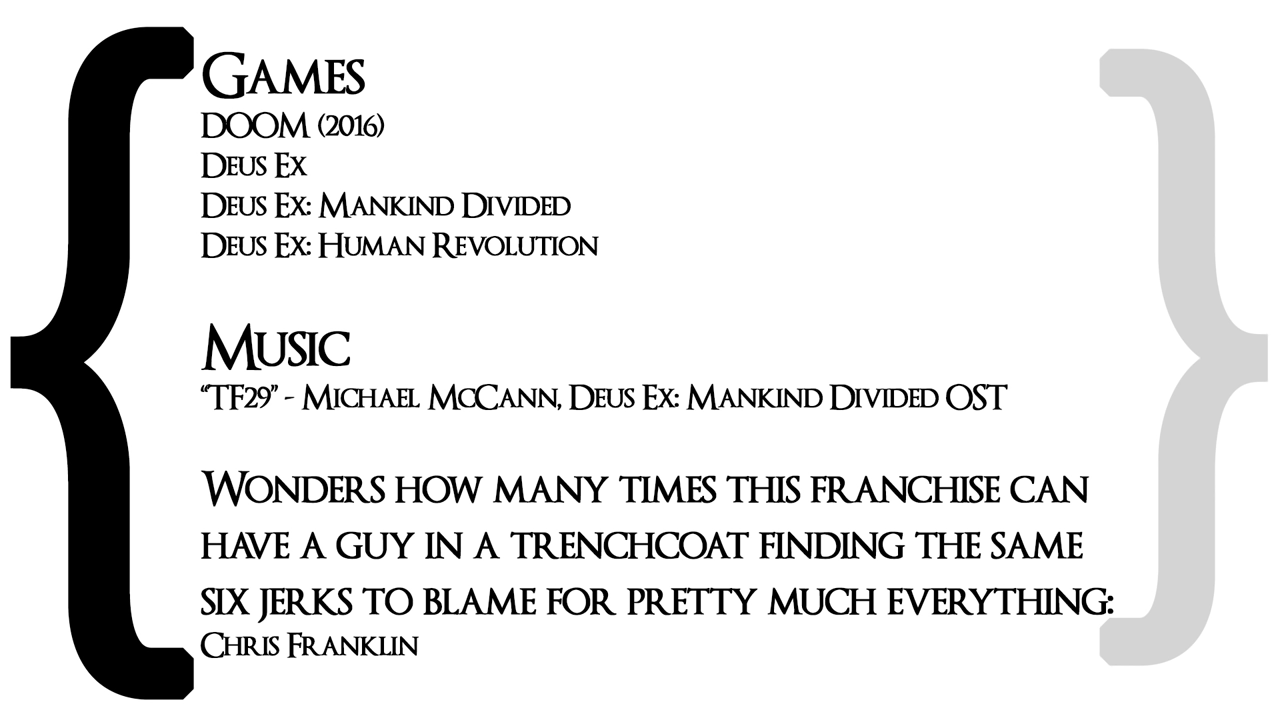 Games
DOOM (2016)
Deus Ex
Deus Ex: Mankind Divided
Deus Ex: Human Revolution
Music
“TF29” - Michael McCann, Deus Ex: Mankind Divided OST
Wonders how many times this franchise can
have a guy in a trenchcoat finding the same
six jerks to blame for pretty much everything:
Chris Franklin